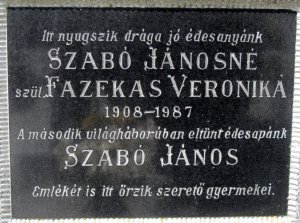 Itt nyugszik drága jó édesanyánk
SZABÓ JÁNOSNÉ
szül. FAZEKAS VERONIKA
1908-1987
A második világháborúban eltünt édesapánk
SZABÓ JÁNOS
Emlékét is itt őrzik szerető gyermekei.